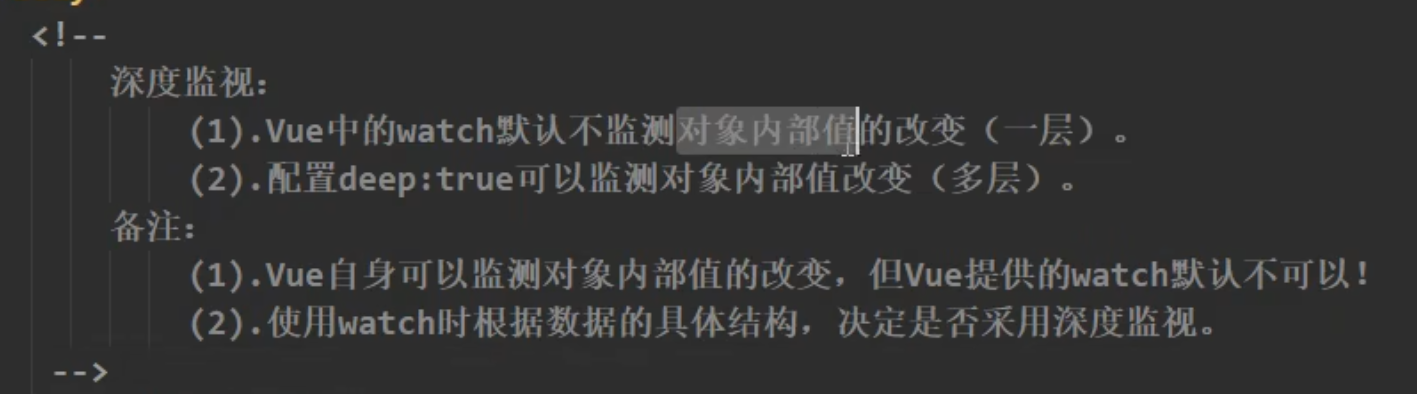 <!--
深度监视：
(1).Vue中的watch默认不监测对象内部值的改变（一层）。
(2).配置deep:true可以监测对象内部值改变（多层）。
备注：
(1).Vue自身可以监测对象内部值的改变，但Vue提供的watch默认不可以！
(2).使用watch时根据数据的具体结构，决定是否采用深度监视。
-->